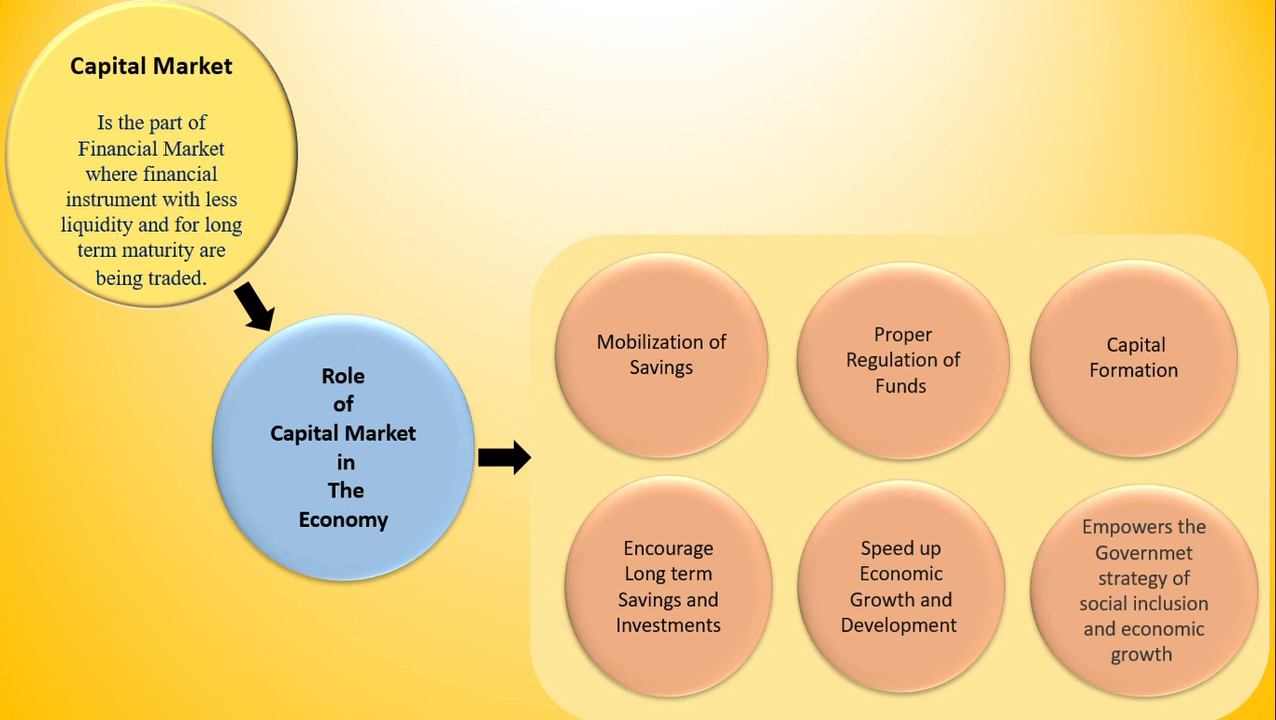 Capital Market
Is the part of
Financial Market
where financial
instrument with less
liquidity and for long
term maturity are
being traded.
Role
of
Capital Market
in
The
Economy
Mobilization of
Savings
Proper
Regulation of
Funds
Capital
Formation
Encourage
Long term
Savings and
Investments
Speed up
Economic
Growth and
Development
Empowers the
Governmet
strategy of
social inclusion
and economic
growth